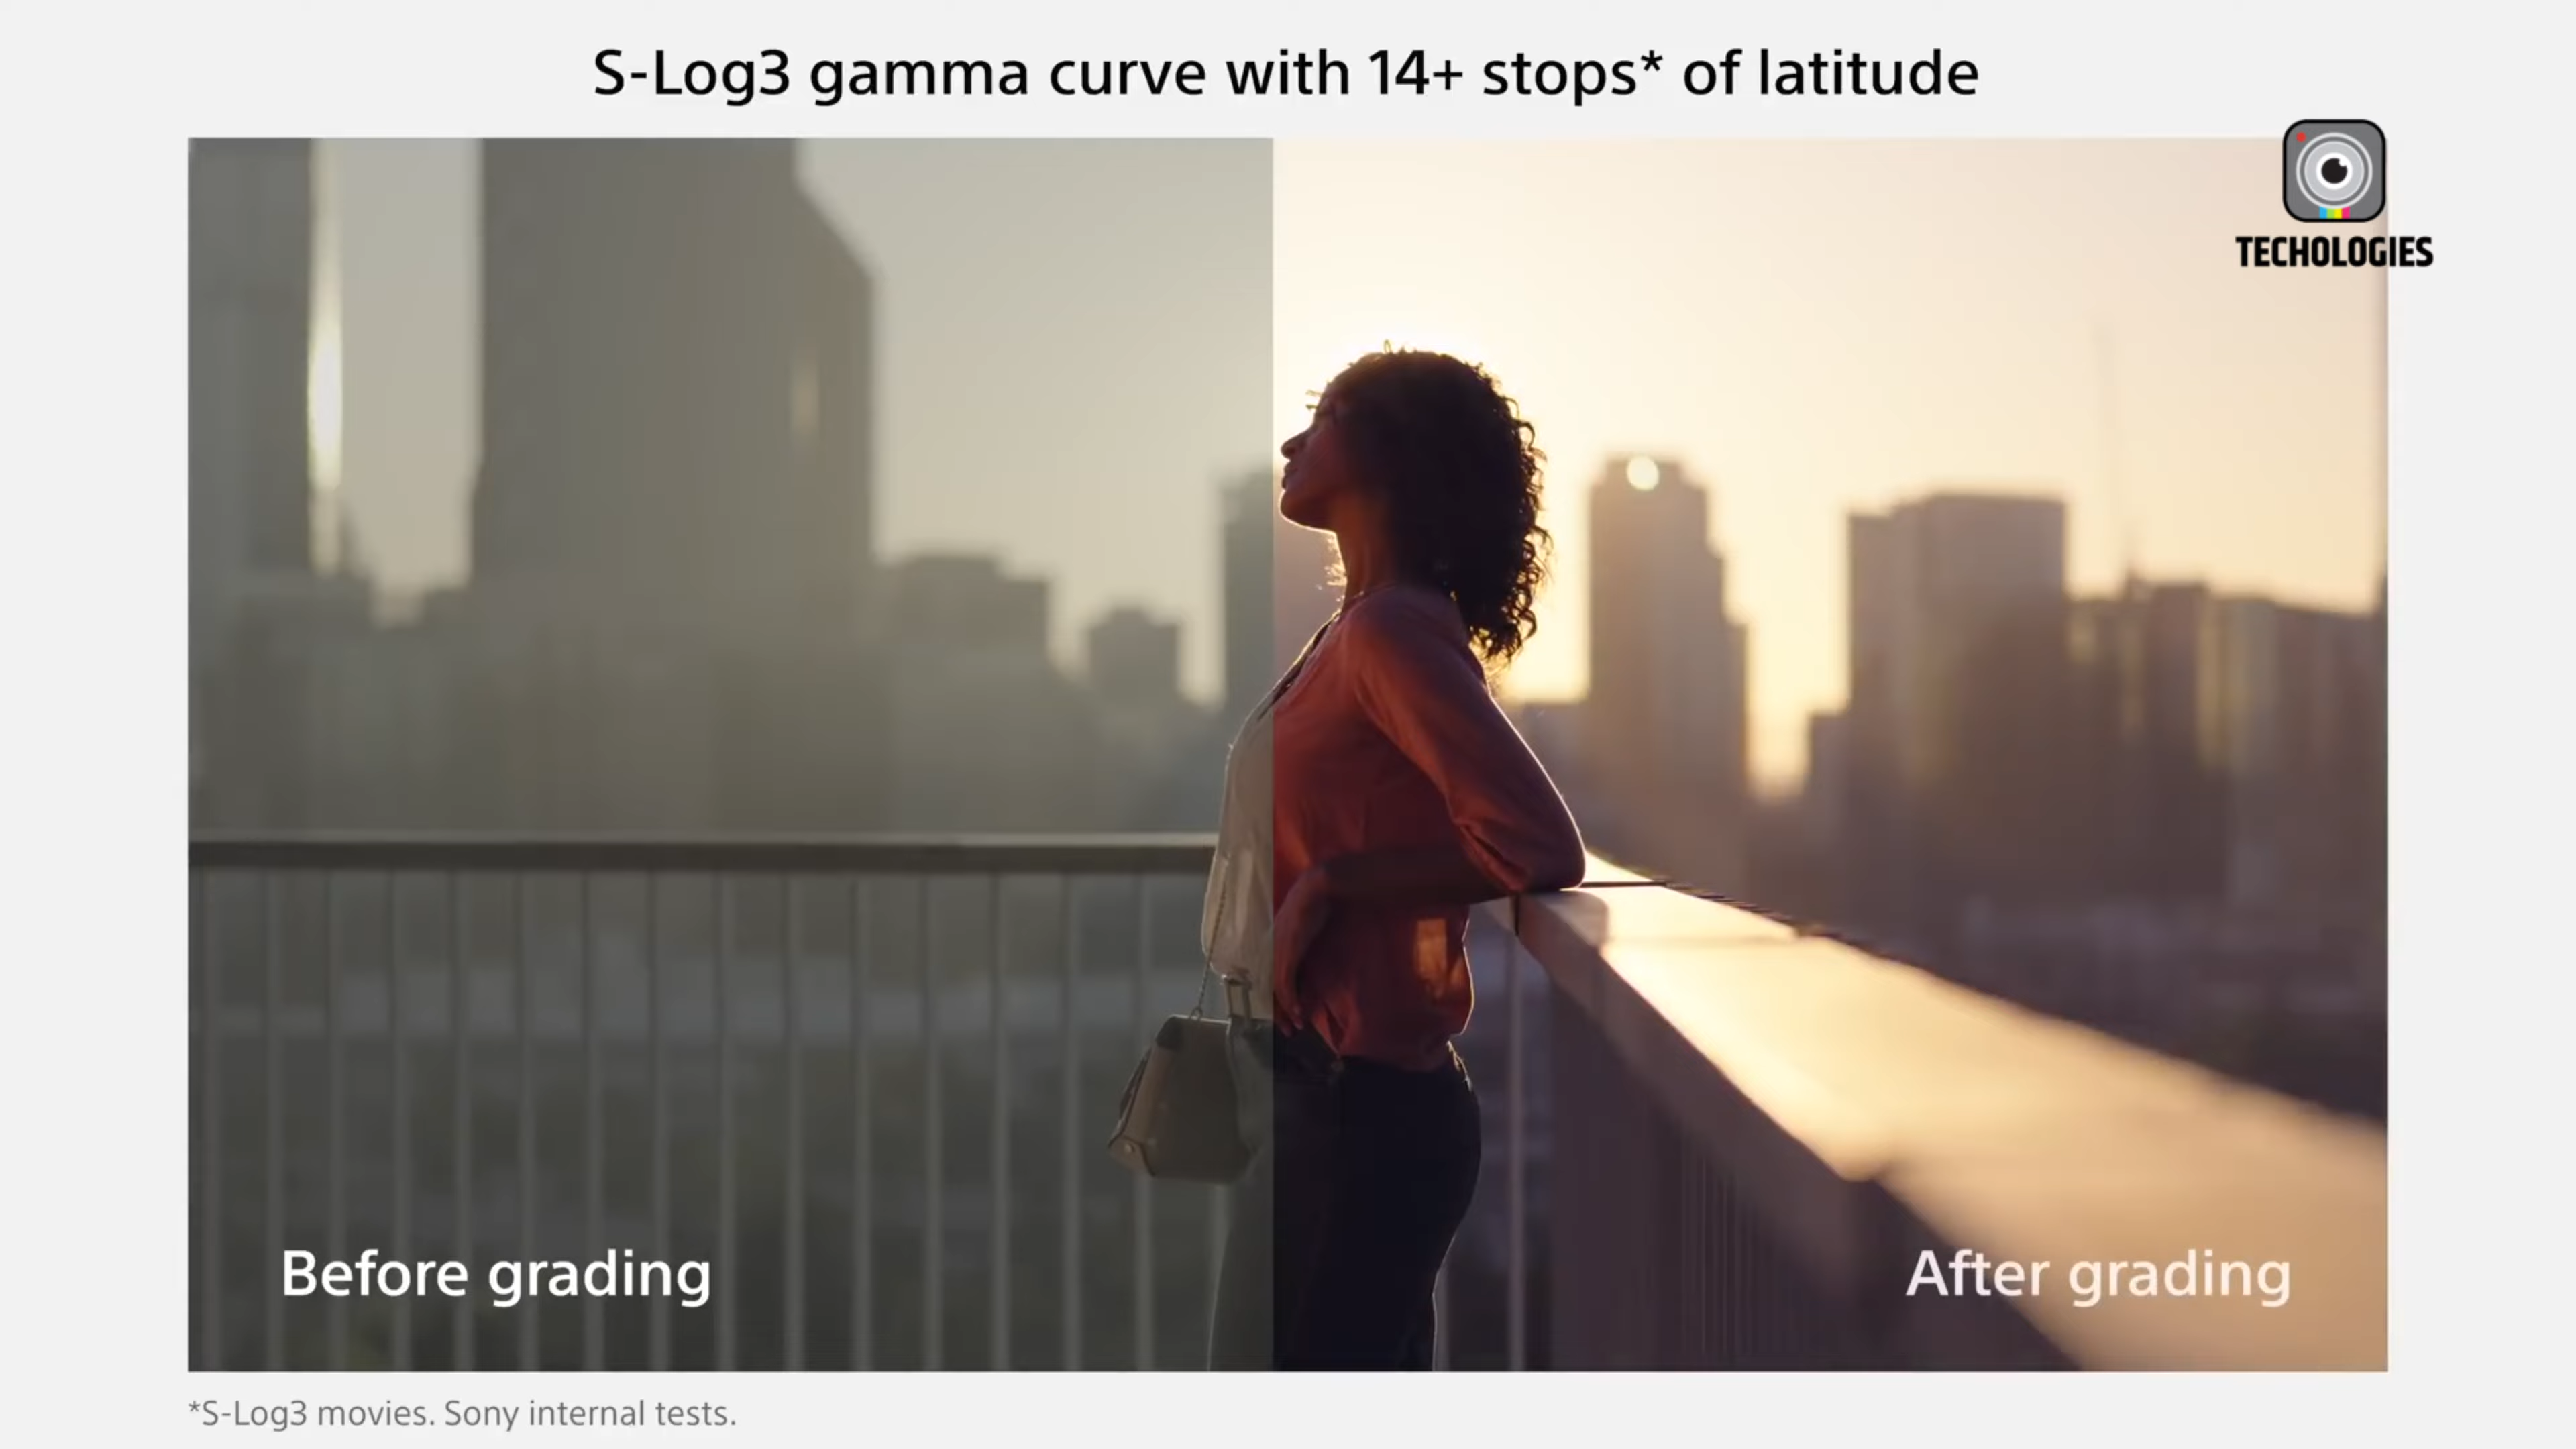 S-Log3 gamma curve with 14+ stops* of latitude
TECHOLOGIES
Before grading
After grading
*S-Log3 movies. Sony internal tests.